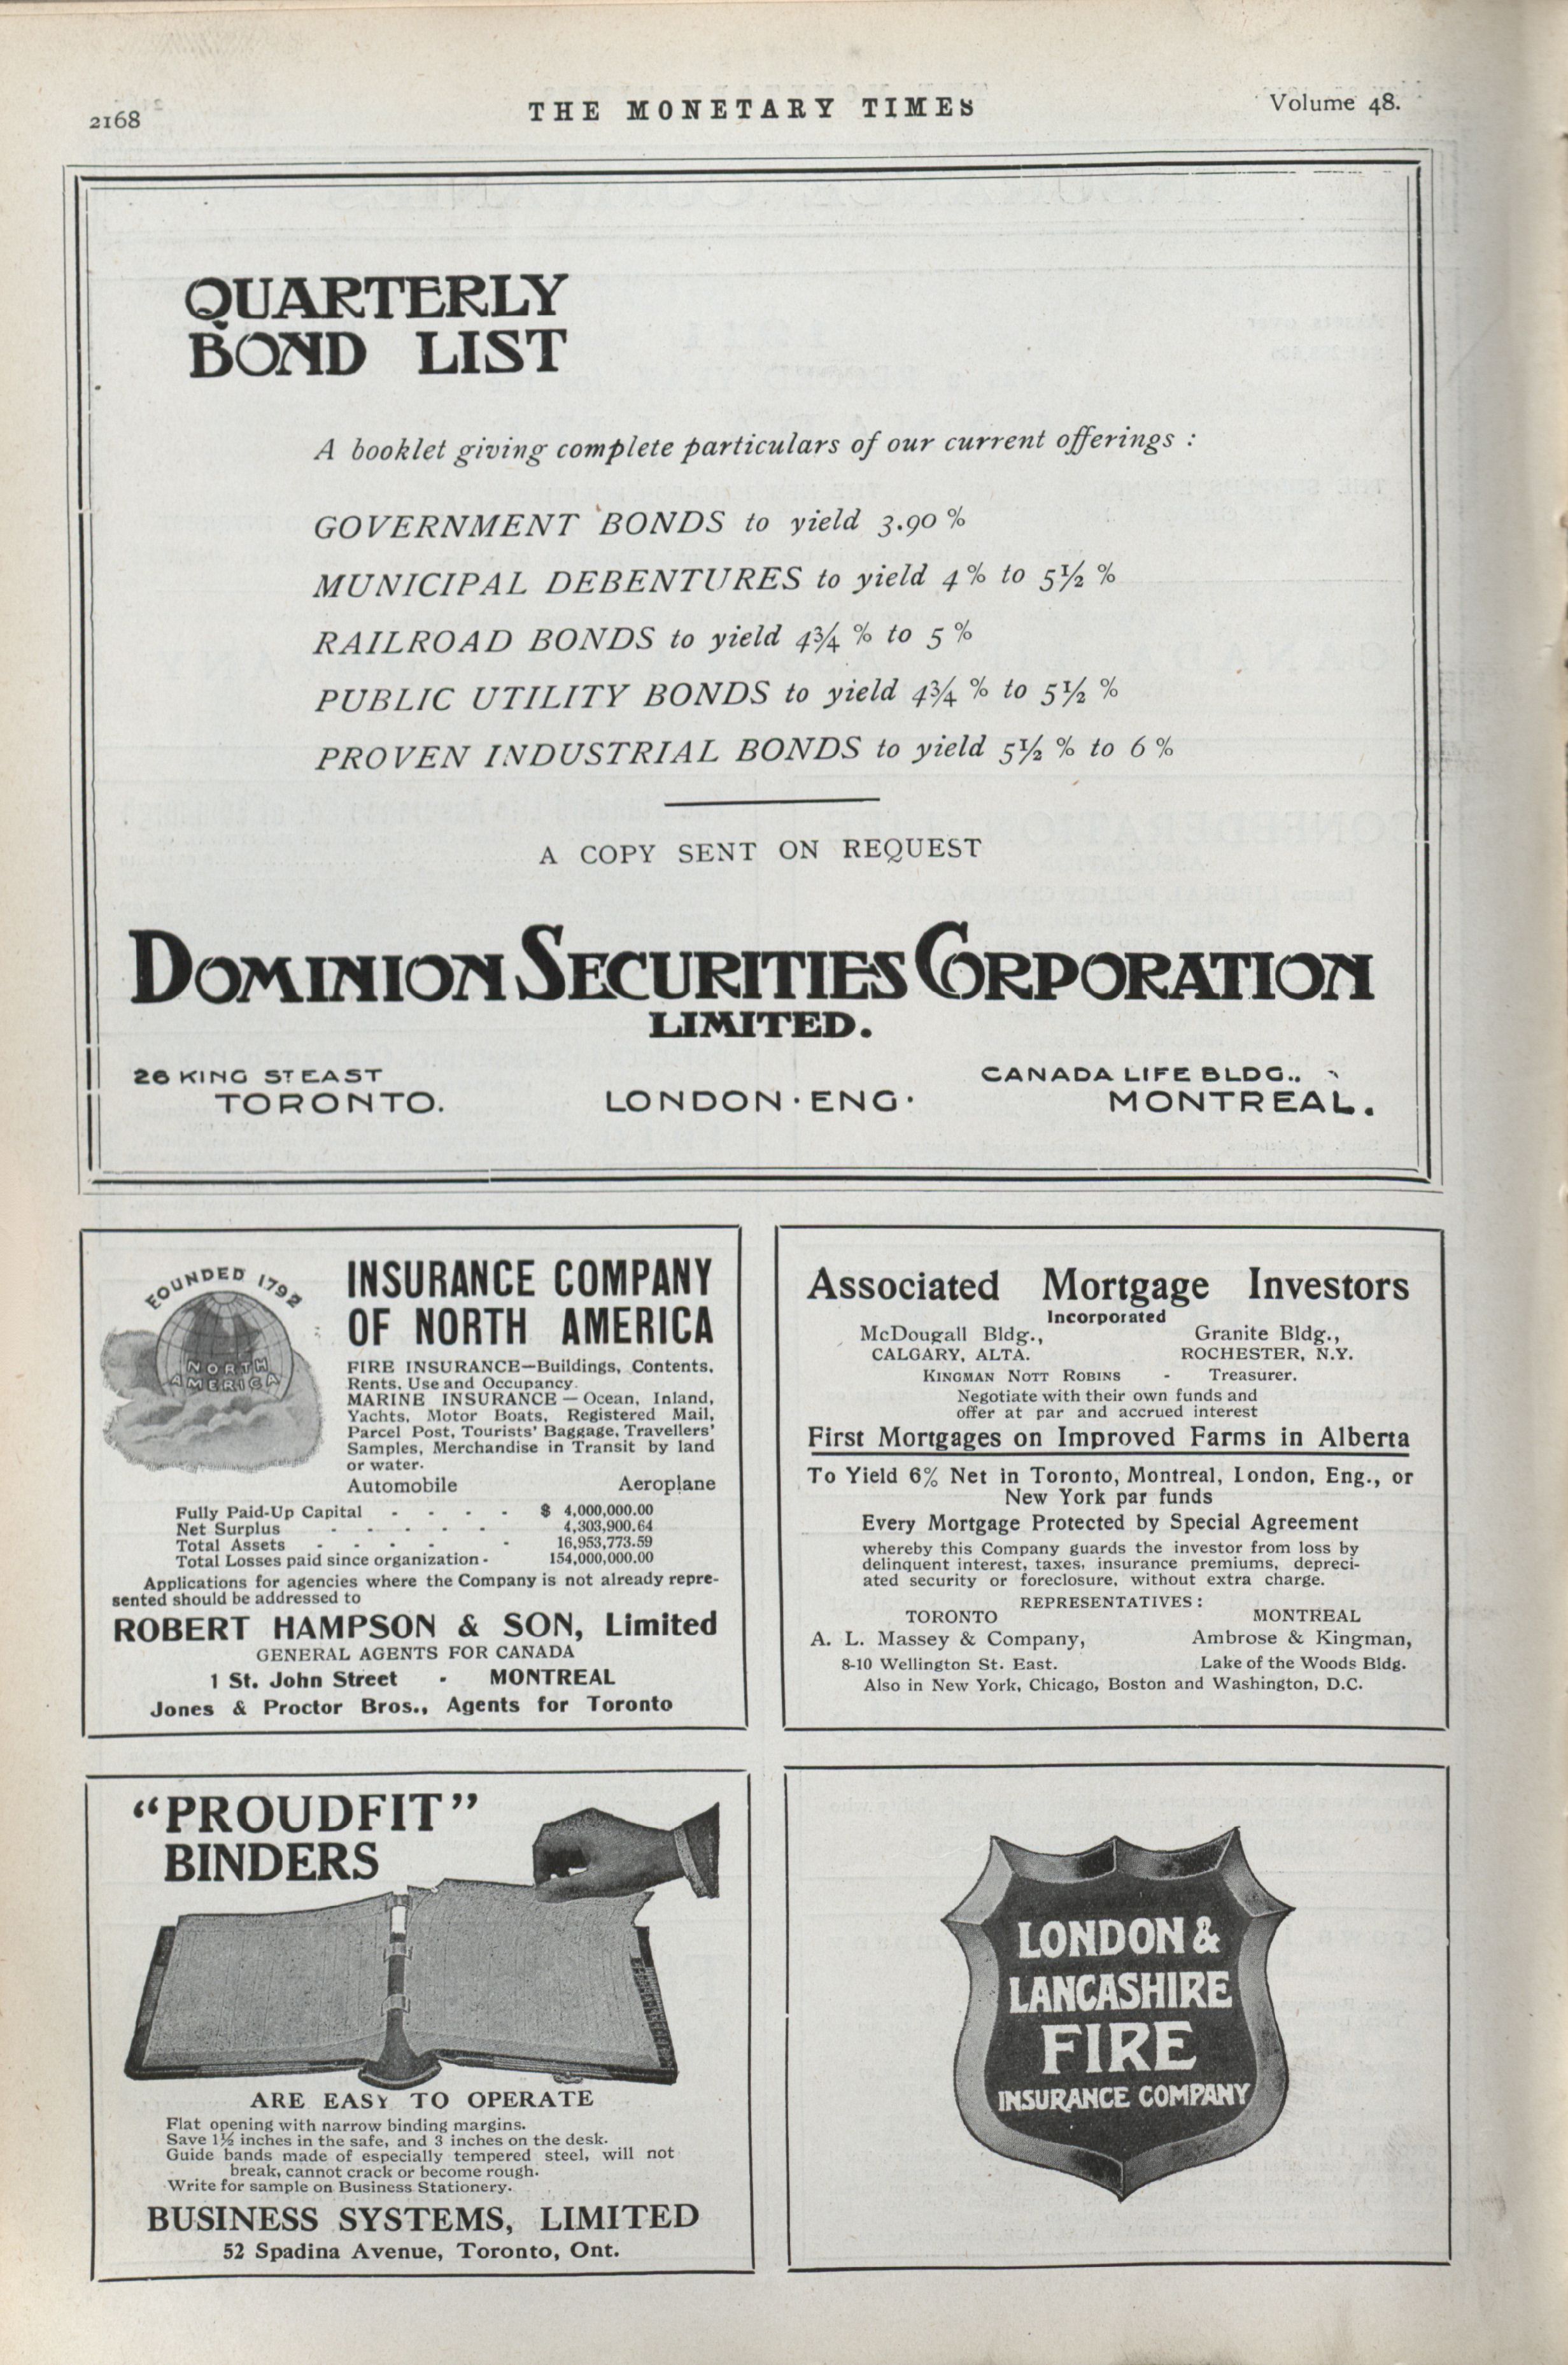 2168
THE MONETARY TIMES
Volume 48.
QUARTERLY
BOND LIST
A booklet giving complete particulars of our current offerings :
GOVERNMENT BONDS to yield 3.90 %
MUNICIPAL DEBENTURES to yield 4 % to 5½ %
RAILROAD BONDS to yield 4¾ % to 5 %
PUBLIC UTILITY BONDS to yield 4¾ % to 5½ %
PROVEN INDUSTRIAL BONDS to yield 5½ % to 6 %
A COPY SENT ON REQUEST
DOMINION SECURITIES CORPORATION
LIMITED.
26 KING ST EAST
TORONTO.
LONDON · ENG ·
CANADA LIFE BLDG..
MONTREAL.
FOUNDED 1792
NORTH
AMERICA
INSURANCE COMPANY
OF NORTH AMERICA
FIRE INSURANCE—Buildings, Contents,
Rents, Use and Occupancy.
MARINE INSURANCE — Ocean, Inland,
Yachts, Motor Boats, Registered Mail,
Parcel Post, Tourists' Baggage, Travellers'
Samples, Merchandise in Transit by land
or water.
Automobile Aeroplane
Fully Paid-Up Capital - - - - $ 4,000,000.00
Net Surplus - - - - - 4,303,900.64
Total Assets - - - - - 16,953,773.59
Total Losses paid since organization - 154,000,000.00
Applications for agencies where the Company is not already repre-
sented should be addressed to
ROBERT HAMPSON & SON, Limited
GENERAL AGENTS FOR CANADA
1 St. John Street - MONTREAL
Jones & Proctor Bros., Agents for Toronto
Associated Mortgage Investors
Incorporated
McDougall Bldg., Granite Bldg.,
CALGARY, ALTA. ROCHESTER, N.Y.
KINGMAN NOTT ROBINS - Treasurer.
Negotiate with their own funds and
offer at par and accrued interest
First Mortgages on Improved Farms in Alberta
To Yield 6% Net in Toronto, Montreal, London, Eng., or
New York par funds
Every Mortgage Protected by Special Agreement
whereby this Company guards the investor from loss by
delinquent interest, taxes, insurance premiums, depreci-
ated security or foreclosure, without extra charge.
REPRESENTATIVES :
TORONTO MONTREAL
A. L. Massey & Company, Ambrose & Kingman,
8-10 Wellington St. East. Lake of the Woods Bldg.
Also in New York, Chicago, Boston and Washington, D.C.
"PROUDFIT"
BINDERS
ARE EASY TO OPERATE
Flat opening with narrow binding margins.
Save 1½ inches in the safe, and 3 inches on the desk.
Guide bands made of especially tempered steel, will not
break, cannot crack or become rough.
Write for sample on Business Stationery.
BUSINESS SYSTEMS, LIMITED
52 Spadina Avenue, Toronto, Ont.
LONDON &
LANCASHIRE
FIRE
INSURANCE COMPANY